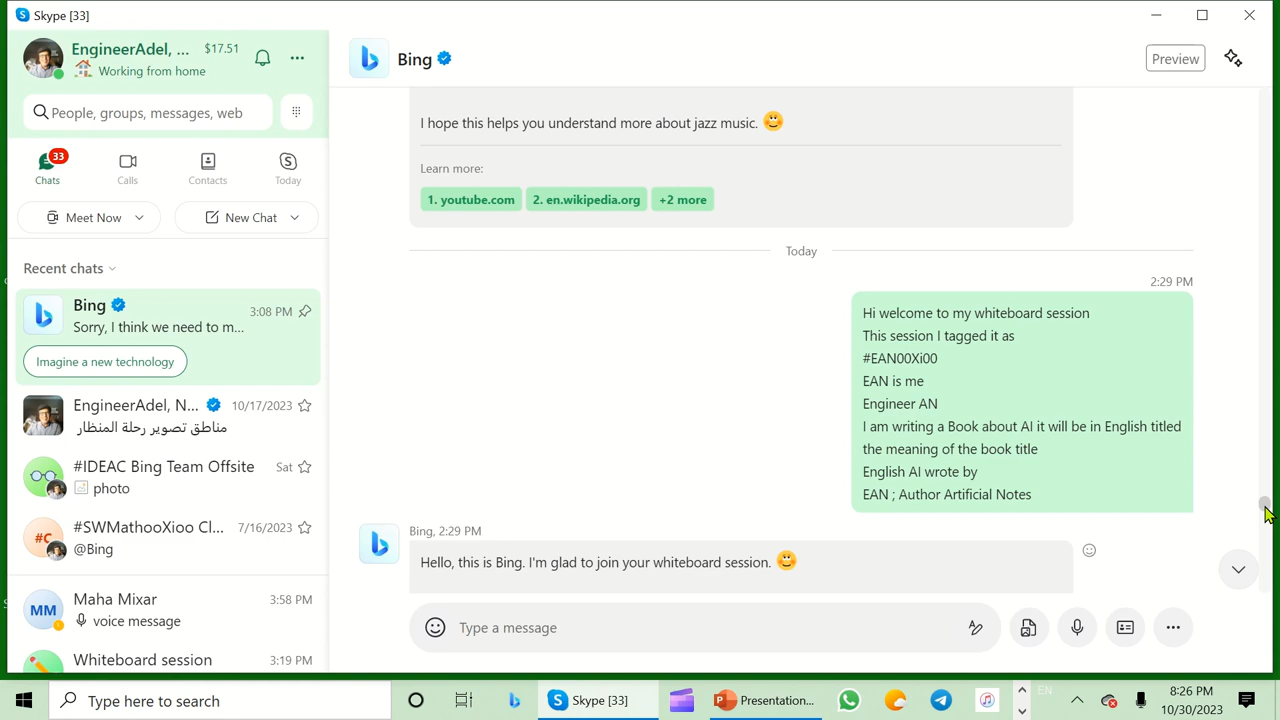 Skype [33]
EngineerAdel, ...
$17.51
Working from home
People, groups, messages, web
Chats
33
Calls
Contacts
Today
Meet Now
New Chat
Recent chats
Bing
3:08 PM
Sorry, I think we need to m...
Imagine a new technology
EngineerAdel, N...
10/17/2023
مناطق تصوير رحلة المنظار
#IDEAC Bing Team Offsite
Sat
photo
#C
#SWMathooXioo Cl...
7/16/2023
@Bing
MM
Maha Mixar
3:58 PM
voice message
Whiteboard session
3:19 PM
Bing
Preview
I hope this helps you understand more about jazz music.
Learn more:
1. youtube.com
2. en.wikipedia.org
+2 more
Today
2:29 PM
Hi welcome to my whiteboard session
This session I tagged it as
#EAN00Xi00
EAN is me
Engineer AN
I am writing a Book about AI it will be in English titled
the meaning of the book title
English AI wrote by
EAN ; Author Artificial Notes
Bing, 2:29 PM
Hello, this is Bing. I'm glad to join your whiteboard session.
Type a message
Type here to search
Skype [33]
Presentation...
EN
8:26 PM
10/30/2023